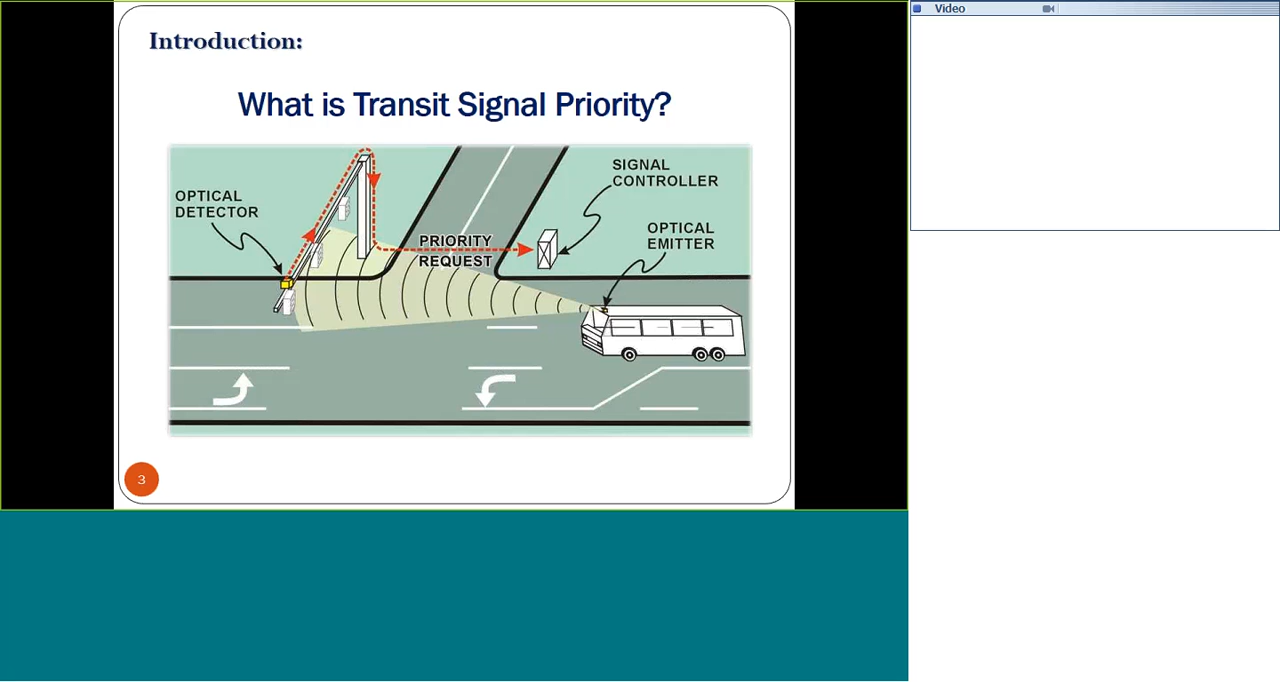 Video
Introduction:
What is Transit Signal Priority?
OPTICAL
DETECTOR
SIGNAL
CONTROLLER
OPTICAL
EMITTER
PRIORITY
REQUEST
3